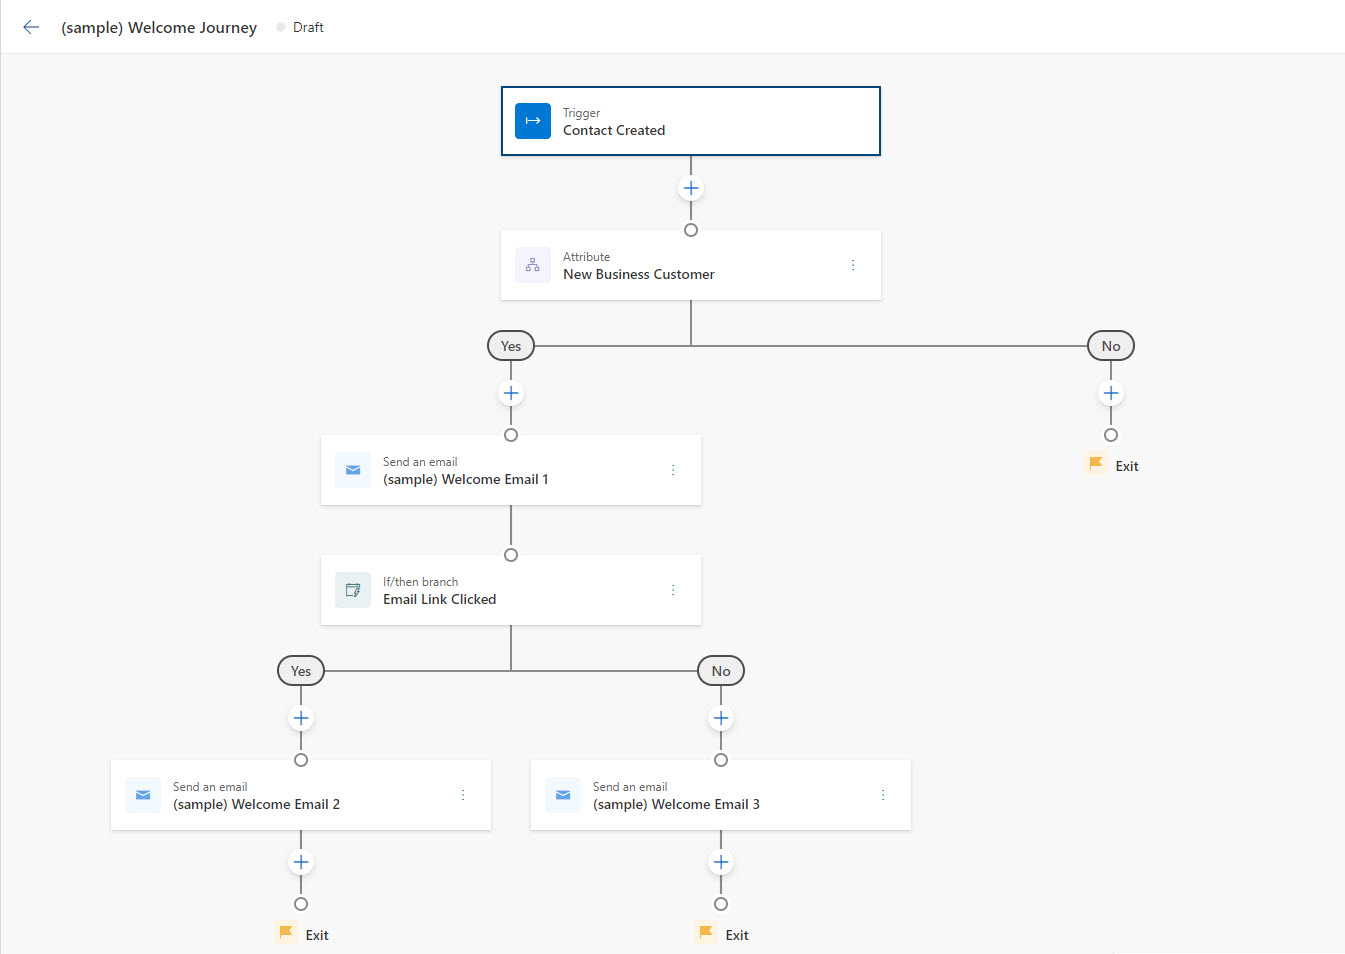 (sample) Welcome Journey
Draft
Trigger
Contact Created
Attribute
New Business Customer
Yes
No
Send an email
(sample) Welcome Email 1
Exit
If/then branch
Email Link Clicked
Yes
No
Send an email
(sample) Welcome Email 2
Send an email
(sample) Welcome Email 3
Exit
Exit